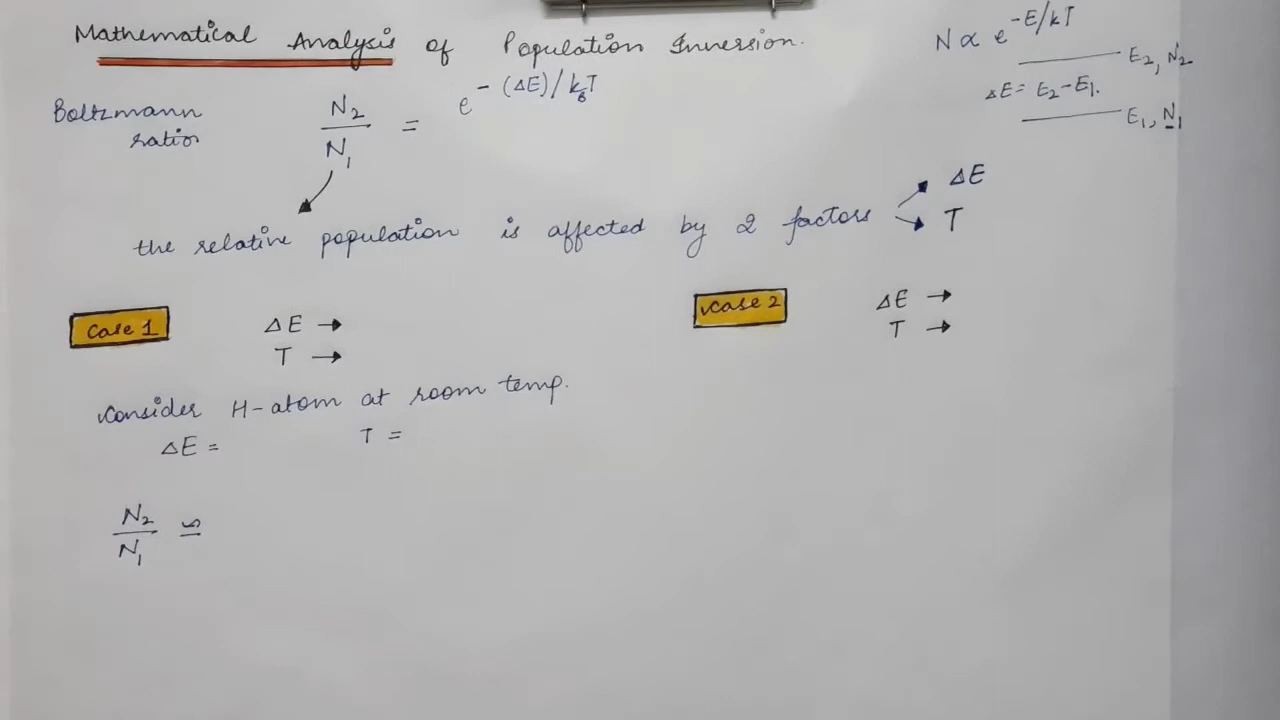 Mathematical Analysis of Population Inversion.
N ∝ e^-E/kT
E₂, N₂
ΔE = E₂ - E₁.
E₁, N₁
Boltzmann ratio
N₂/N₁ = e^-(ΔE)/k_BT
the relative population is affected by 2 factors
ΔE
T
Case 1
ΔE →
T →
Consider H-atom at room temp.
ΔE =
T =
N₂/N₁ ≌
Case 2
ΔE →
T →